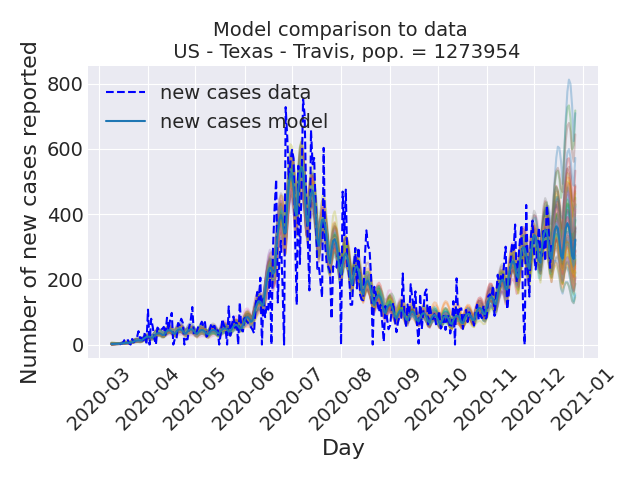 Model comparison to data
US - Texas - Travis, pop. = 1273954
Number of new cases reported
800
600
400
200
0
new cases data
new cases model
2020-03
2020-04
2020-05
2020-06
2020-07
2020-08
2020-09
2020-10
2020-11
2020-12
2021-01
Day